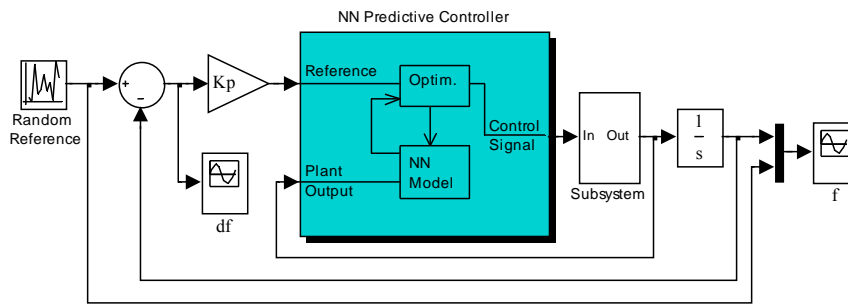 NN Predictive Controller
Random
Reference
+
-
Kp
df
Reference
Optim.
Control
Signal
Plant
Output
NN
Model
In Out
Subsystem
1
s
f